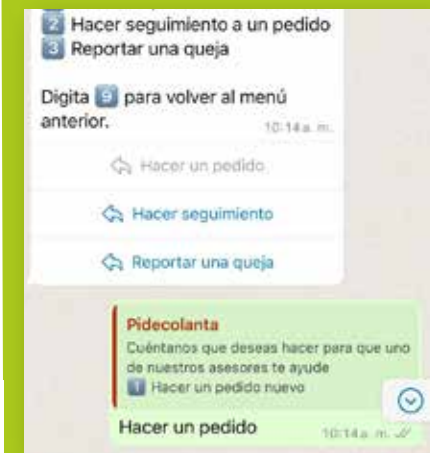 2️⃣ Hacer seguimiento a un pedido
3️⃣ Reportar una queja
Digita 9️⃣ para volver al menú
anterior.
10:14 a. m.
Hacer un pedido
Hacer seguimiento
Reportar una queja
Pidecolanta
Cuéntanos que deseas hacer para que uno
de nuestros asesores te ayude
1️⃣ Hacer un pedido nuevo
Hacer un pedido
10:14 a. m.